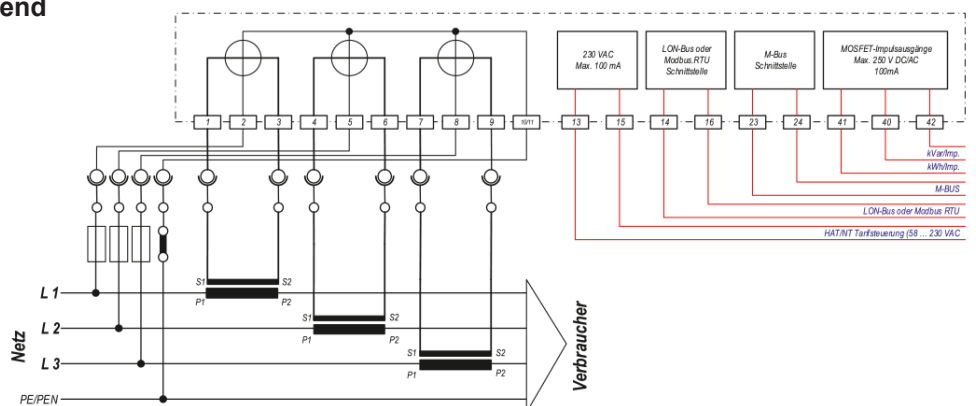 end
230 VAC
Max. 100 mA
LON-Bus oder
Modbus.RTU
Schnittstelle
M-Bus
Schnittstelle
MOSFET-Impulsausgänge
Max. 250 V DC/AC
100mA
1 2 3 4 5 6 7 8 9 10/11 13 15 14 16 23 24 41 40 42
kVar/Imp.
kWh/Imp.
M-BUS
LON-Bus oder Modbus RTU
HAT/NT Tarifsteuerung (58 ... 230 VAC
S1 S2
L 1
P1 P2
S1 S2
L 2
P1 P2
S1 S2
L 3
P1 P2
PE/PEN
Netz
Verbraucher